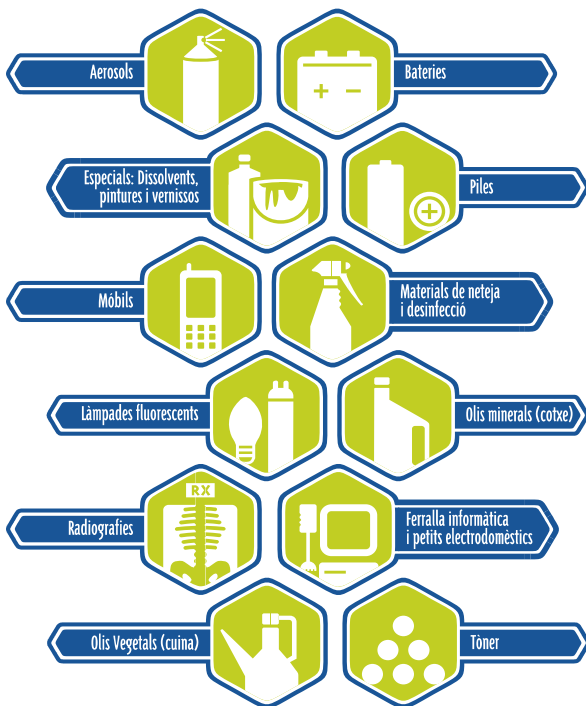 Aerosols
Bateries
+ −
Especials: Dissolvents,
pintures i vernissos
Piles
+
Mòbils
Materials de neteja
i desinfecció
Làmpades fluorescents
Olis minerals (cotxe)
RX
Radiografies
Ferralla informàtica
i petits electrodomèstics
Olis Vegetals (cuina)
Tòner